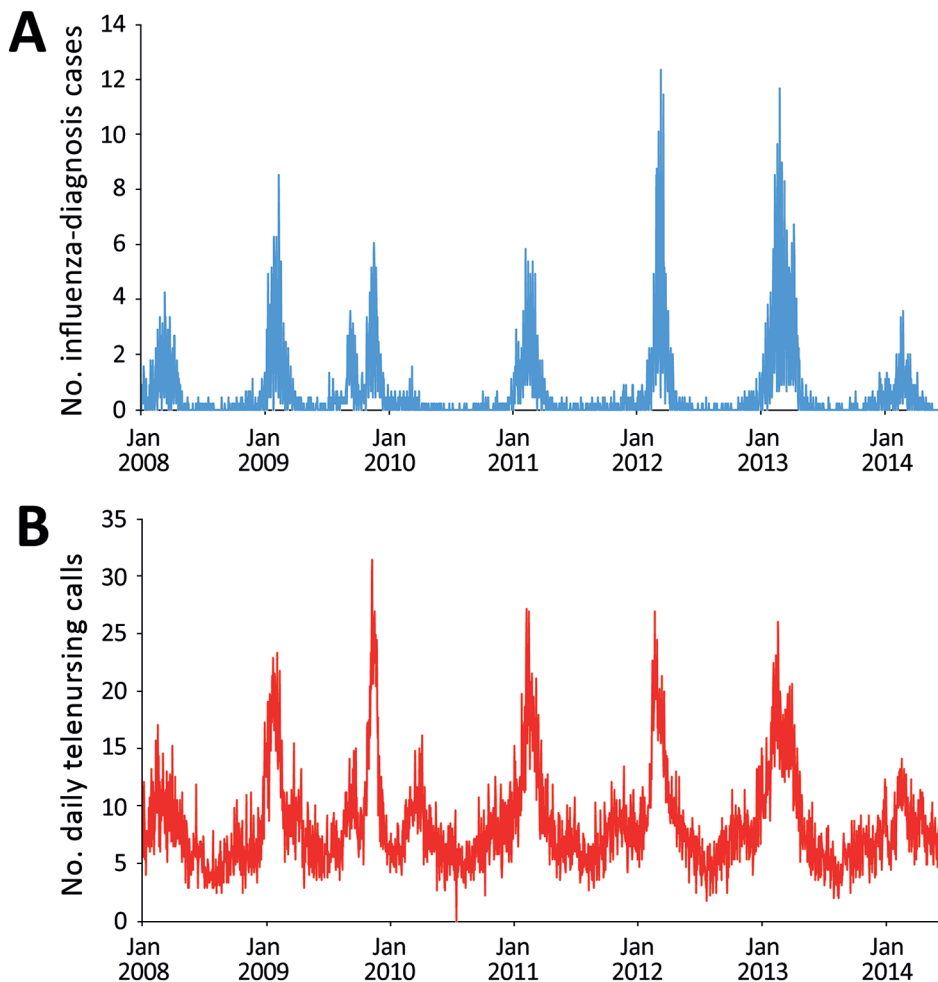 A
No. influenza-diagnosis cases
14
12
10
8
6
4
2
0
Jan Jan Jan Jan Jan Jan Jan
2008 2009 2010 2011 2012 2013 2014
B
No. daily telenursing calls
35
30
25
20
15
10
5
0
Jan Jan Jan Jan Jan Jan Jan
2008 2009 2010 2011 2012 2013 2014